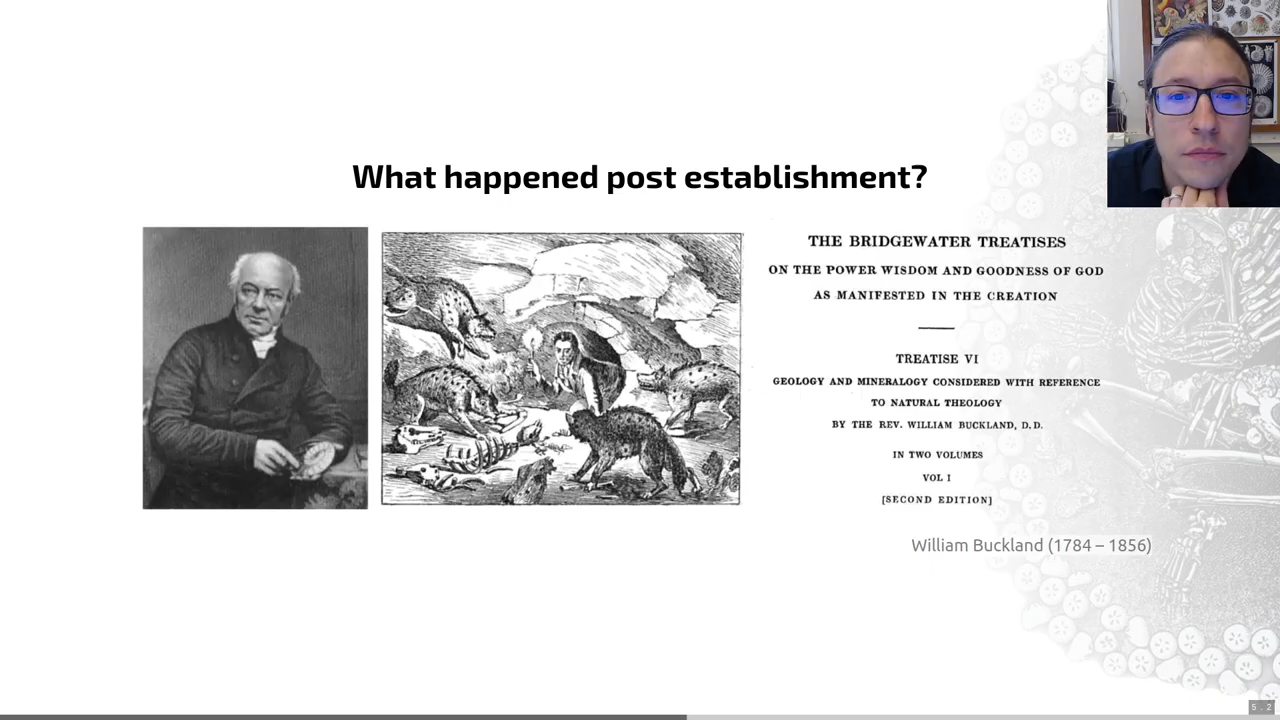 What happened post establishment?
THE BRIDGEWATER TREATISES
ON THE POWER WISDOM AND GOODNESS OF GOD
AS MANIFESTED IN THE CREATION
TREATISE VI
GEOLOGY AND MINERALOGY CONSIDERED WITH REFERENCE
TO NATURAL THEOLOGY
BY THE REV. WILLIAM BUCKLAND, D.D.
IN TWO VOLUMES
VOL I
[SECOND EDITION]
William Buckland (1784 – 1856)
5.2